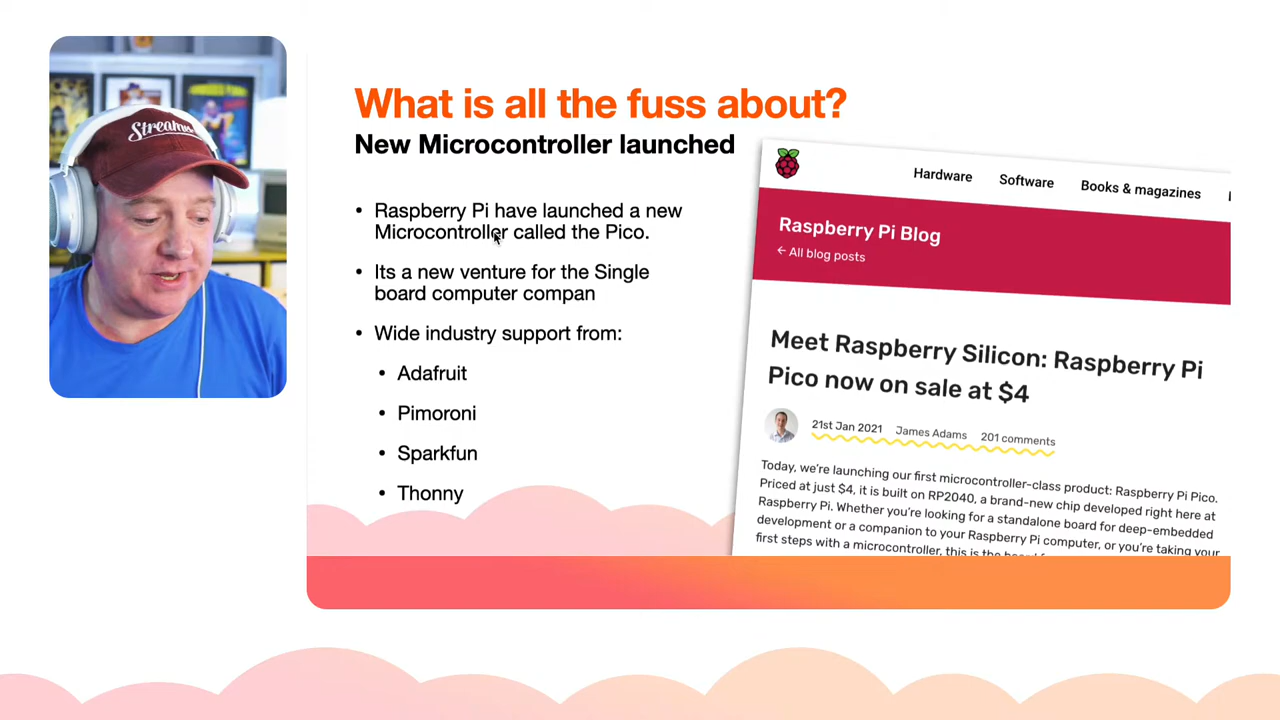 What is all the fuss about?
New Microcontroller launched
• Raspberry Pi have launched a new
Microcontroller called the Pico.
• Its a new venture for the Single
board computer compan
• Wide industry support from:
• Adafruit
• Pimoroni
• Sparkfun
• Thonny
Hardware Software Books & magazines
Raspberry Pi Blog
← All blog posts
Meet Raspberry Silicon: Raspberry Pi
Pico now on sale at $4
21st Jan 2021 James Adams 201 comments
Today, we're launching our first microcontroller-class product: Raspberry Pi Pico.
Priced at just $4, it is built on RP2040, a brand-new chip developed right here at
Raspberry Pi. Whether you're looking for a standalone board for deep-embedded
development or a companion to your Raspberry Pi computer, or you're taking your
first steps with a microcontroller, this is the